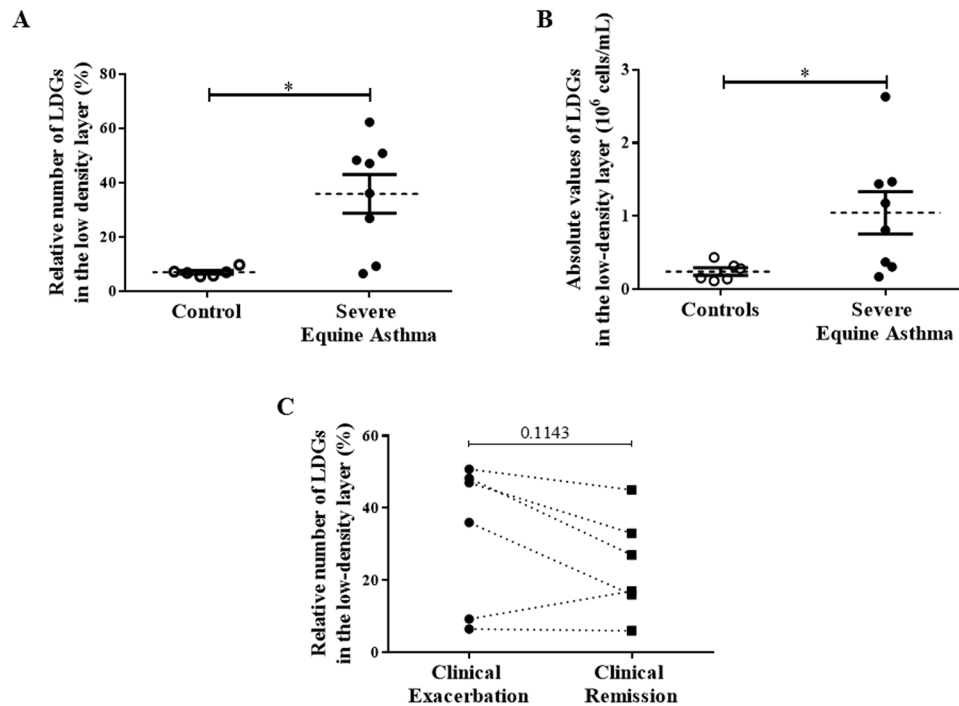 A
Relative number of LDGs
in the low density layer (%)
80
60
40
20
0
*
Control
Severe
Equine Asthma
B
Absolute values of LDGs
in the low-density layer (10⁶ cells/mL)
3
2
1
0
*
Controls
Severe
Equine Asthma
C
Relative number of LDGs
in the low-density layer (%)
60
40
20
0
0.1143
Clinical
Exacerbation
Clinical
Remission